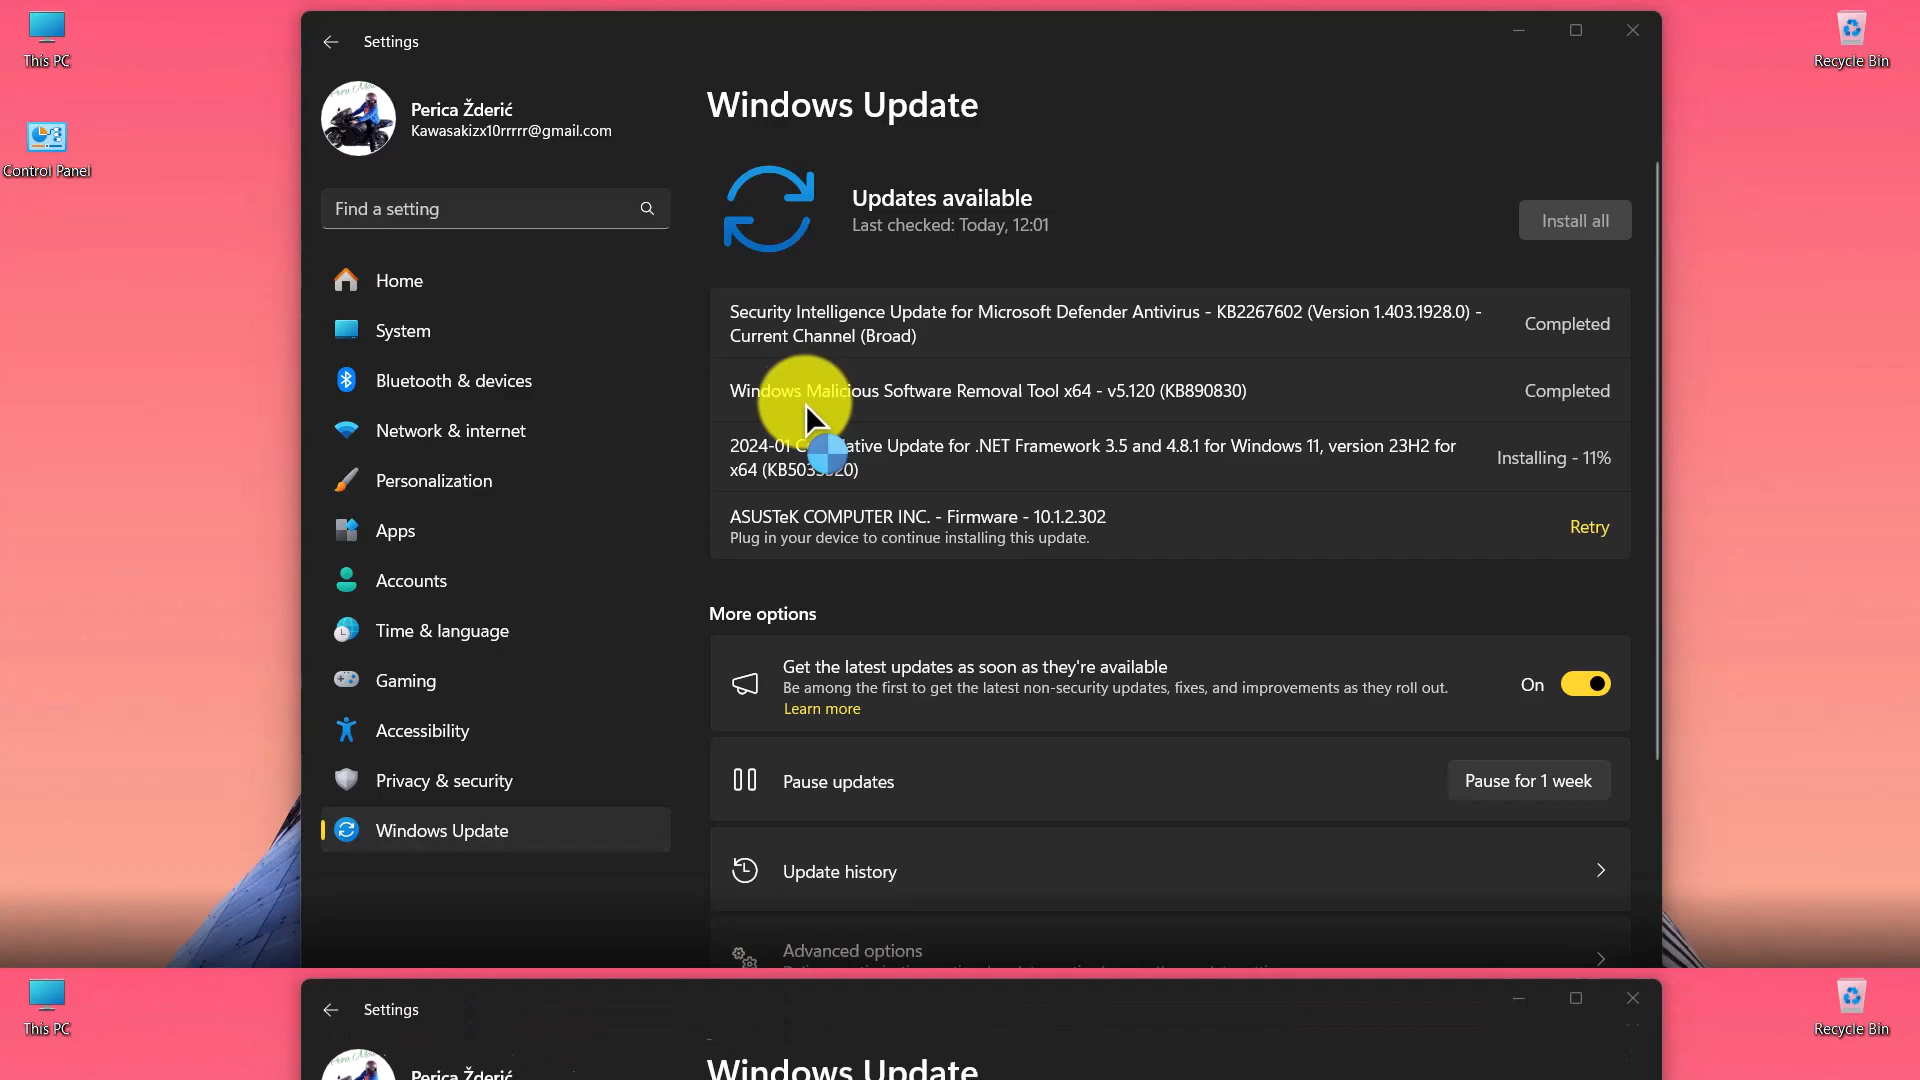 This PC
Control Panel
Recycle Bin
Settings
Perica Žderić
Kawasakizx10rrrrr@gmail.com
Find a setting
Home
System
Bluetooth & devices
Network & internet
Personalization
Apps
Accounts
Time & language
Gaming
Accessibility
Privacy & security
Windows Update
Windows Update
Updates available
Last checked: Today, 12:01
Install all
Security Intelligence Update for Microsoft Defender Antivirus - KB2267602 (Version 1.403.1928.0) -
Current Channel (Broad)
Completed
Windows Malicious Software Removal Tool x64 - v5.120 (KB890830)
Completed
2024-01 Update for .NET Framework 3.5 and 4.8.1 for Windows 11, version 23H2 for
x64
Installing - 11%
ASUSTeK COMPUTER INC. - Firmware - 10.1.2.302
Plug in your device to continue installing this update.
Retry
More options
Get the latest updates as soon as they're available
Be among the first to get the latest non-security updates, fixes, and improvements as they roll out.
Learn more
On
Pause updates
Pause for 1 week
Update history
Advanced options
This PC
Settings
Recycle Bin
Perica Žderić
Windows Update